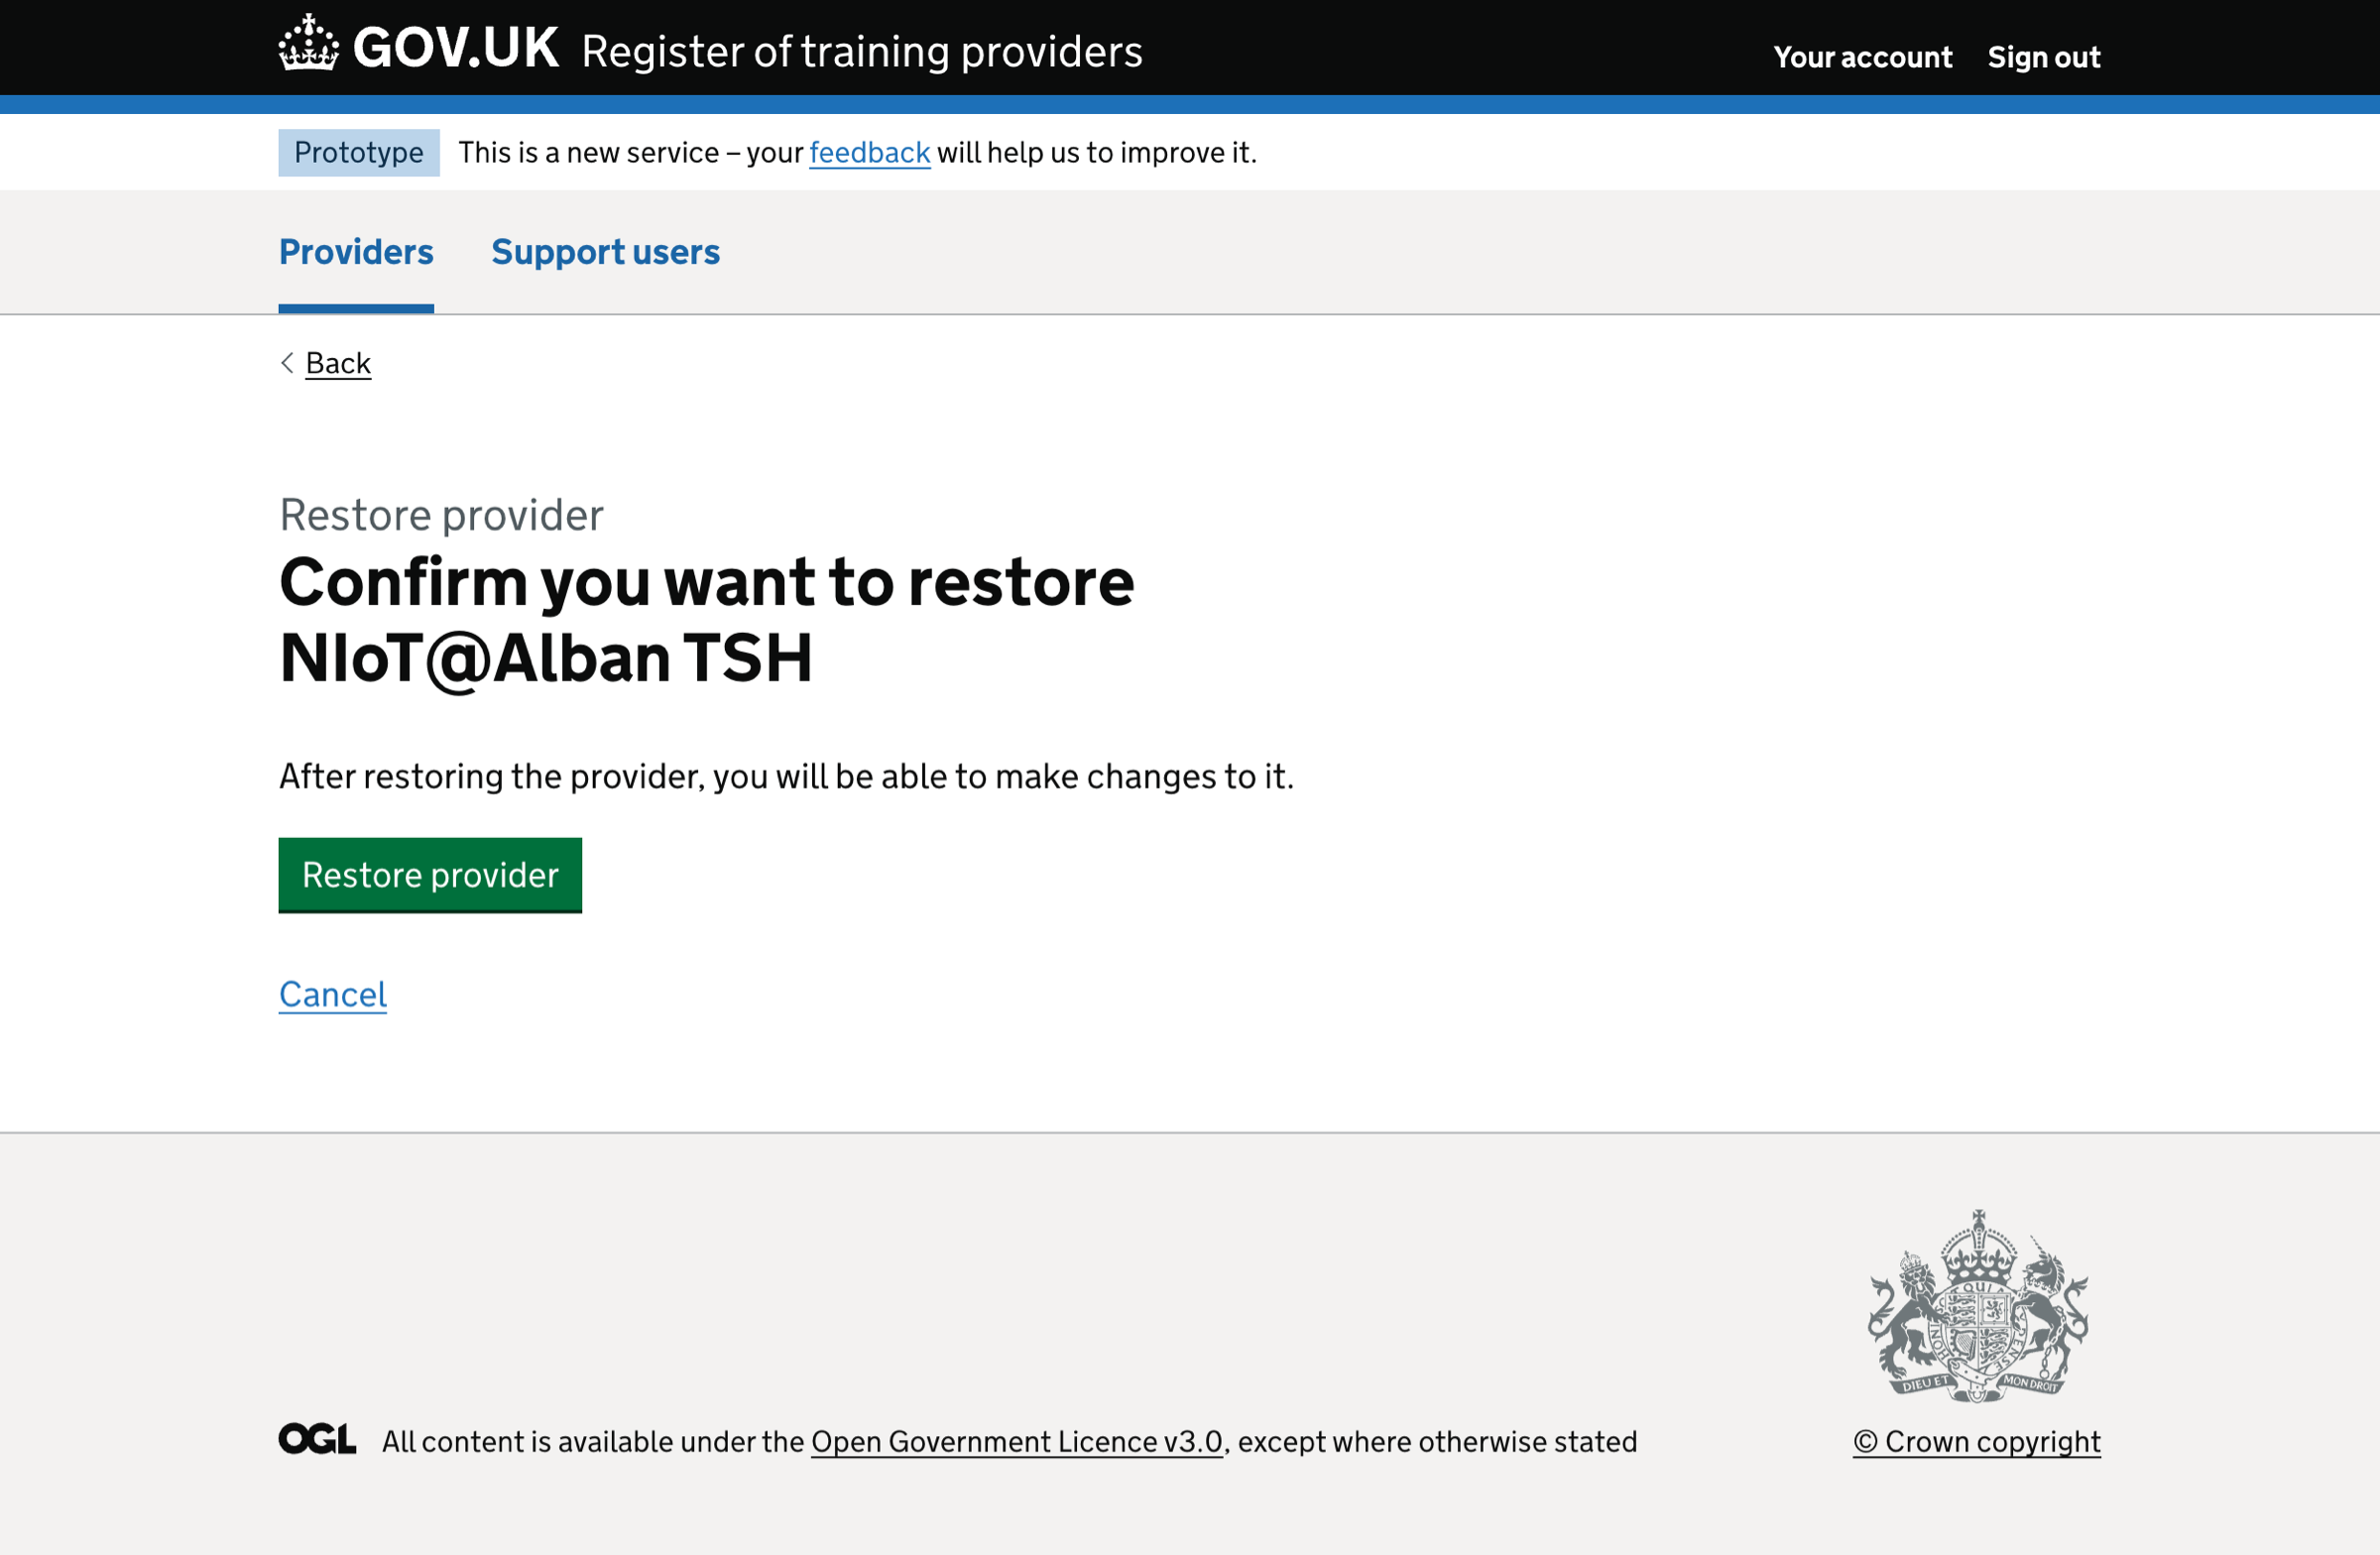 GOV.UK Register of training providers
Your account Sign out
Prototype This is a new service – your feedback will help us to improve it.
Providers Support users
Back
Restore provider
Confirm you want to restore
NIoT@Alban TSH
After restoring the provider, you will be able to make changes to it.
Restore provider
Cancel
DIEU ET MON DROIT
OGL All content is available under the Open Government Licence v3.0, except where otherwise stated
© Crown copyright